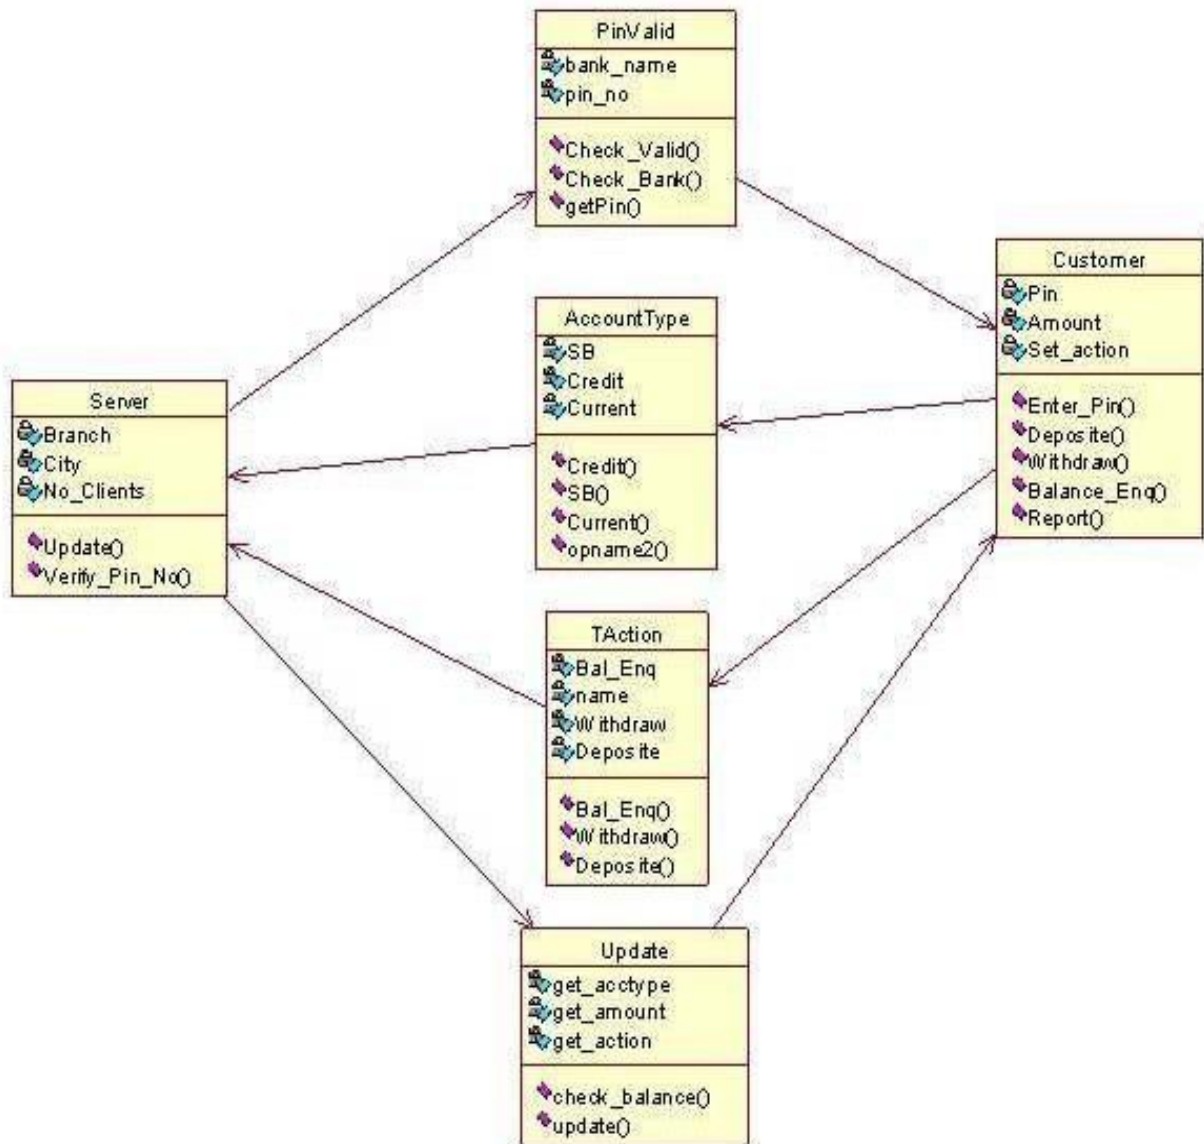 PinValid
bank_name
pin_no
Check_Valid()
Check_Bank()
getPin()
Customer
Pin
Amount
Set_action
Enter_Pin()
Deposite()
Withdraw()
Balance_Enq()
Report()
AccountType
SB
Credit
Current
Credit()
SB()
Current()
opname2()
Server
Branch
City
No_Clients
Update()
Verify_Pin_No()
TAction
Bal_Enq
name
Withdraw
Deposite
Bal_Enq()
Withdraw()
Deposite()
Update
get_acctype
get_amount
get_action
check_balance()
update()